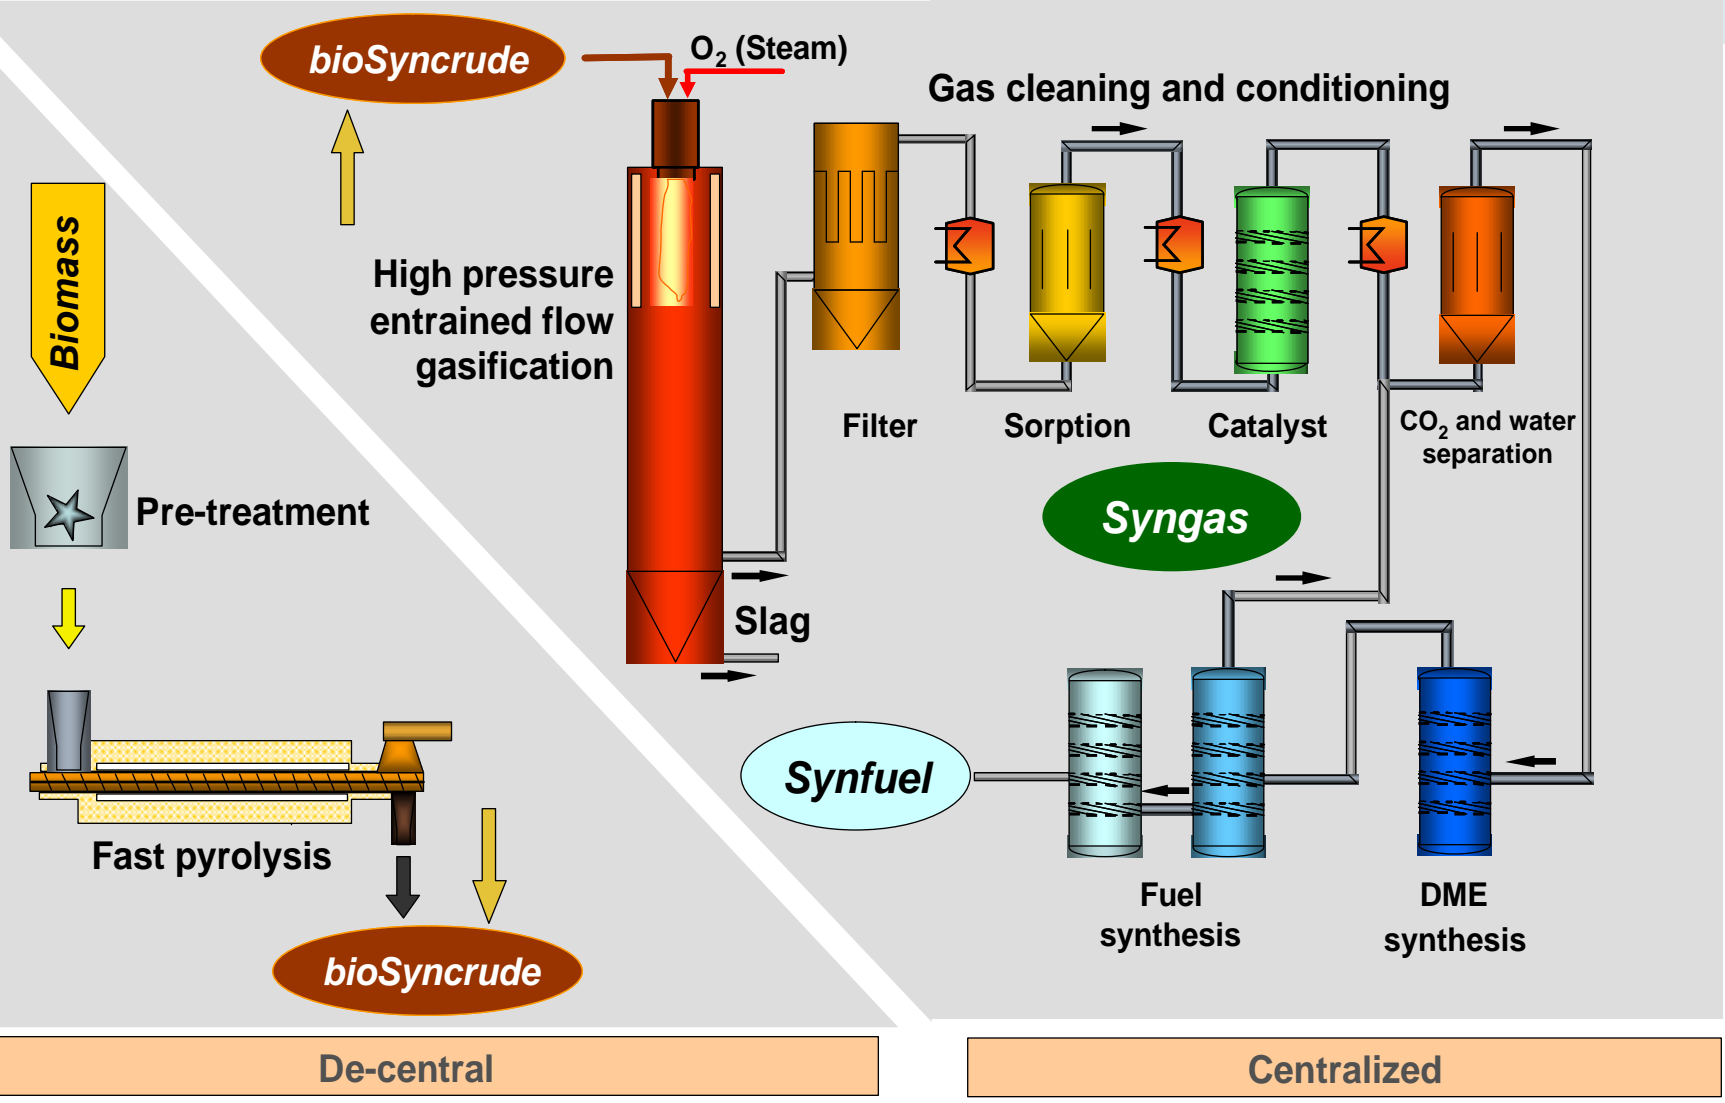 bioSyncrude
O2 (Steam)
Gas cleaning and conditioning
Biomass
High pressure
entrained flow
gasification
Filter
Sorption
Catalyst
CO2 and water
separation
Pre-treatment
Syngas
Slag
Synfuel
Fast pyrolysis
Fuel
synthesis
DME
synthesis
bioSyncrude
De-central
Centralized